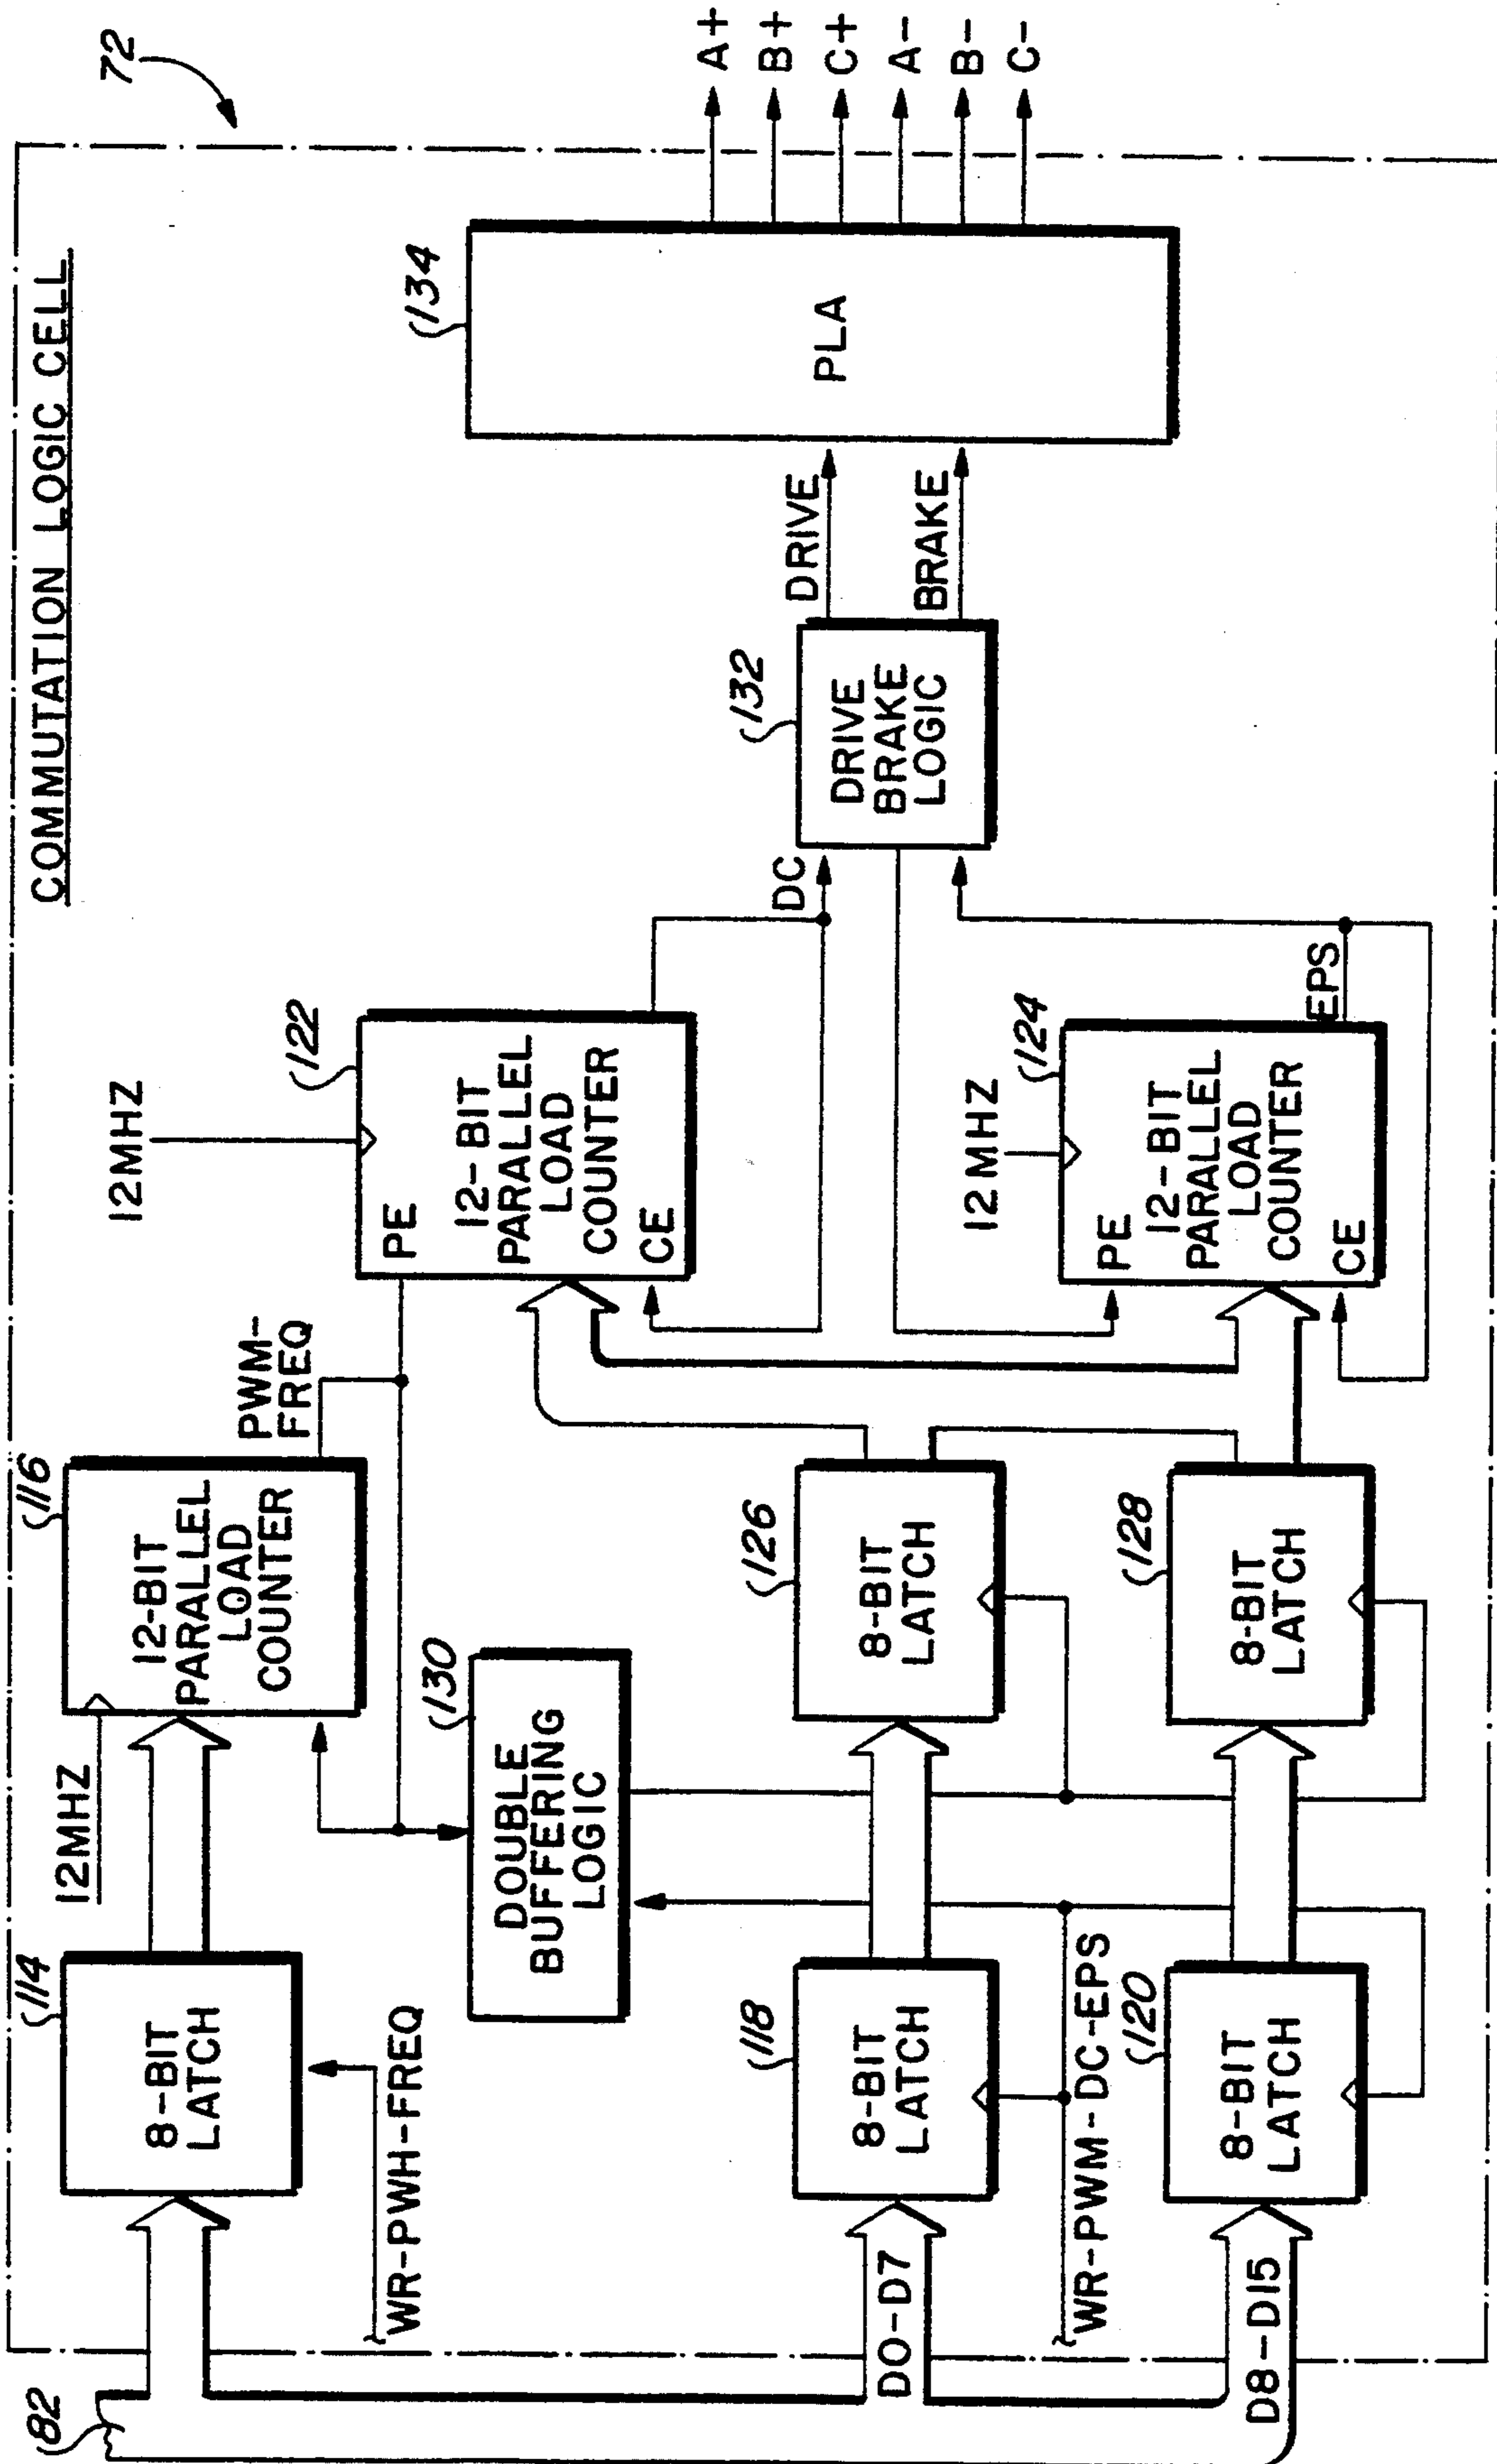 COMMUTATION LOGIC CELL
72
82
114
8-BIT
LATCH
WR-PWH-FREQ
12MHZ
116
12-BIT
PARALLEL
LOAD
COUNTER
PWM-
FREQ
12MHZ
122
PE
12-BIT
PARALLEL
LOAD
COUNTER
CE
DC
130
DOUBLE
BUFFERING
LOGIC
D0-D7
118
8-BIT
LATCH
WR-PWM-DC-EPS
126
8-BIT
LATCH
D8-D15
120
8-BIT
LATCH
128
8-BIT
LATCH
12MHZ
124
PE
12-BIT
PARALLEL
LOAD
COUNTER
CE
EPS
132
DRIVE
BRAKE
LOGIC
DRIVE
BRAKE
134
PLA
A+
B+
C+
A-
B-
C-